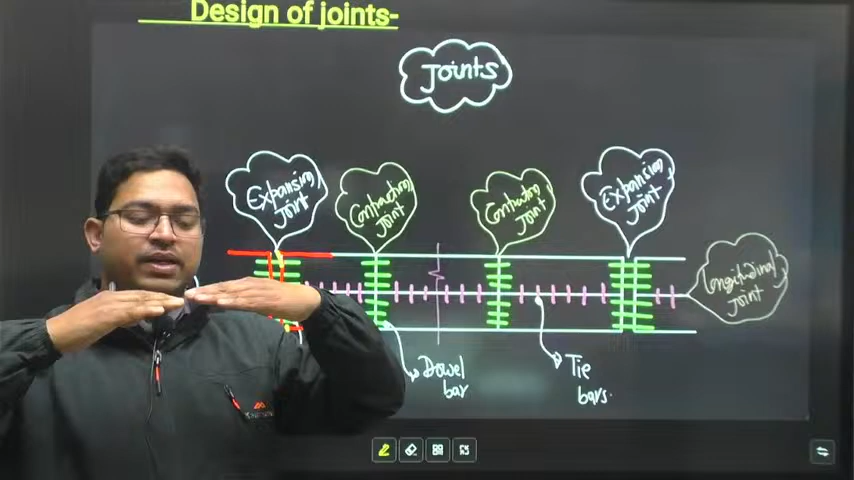 Design of joints-
Joints
Expansion
Joint
Contraction
Joint
Contraction
Joint
Expansion
Joint
Longitudinal
Joint
Dowel
bar
Tie
bars.